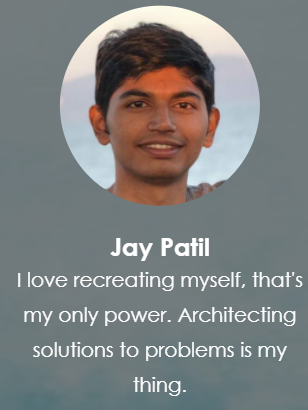 Jay Patil
I love recreating myself, that's
my only power. Architecting
solutions to problems is my
thing.